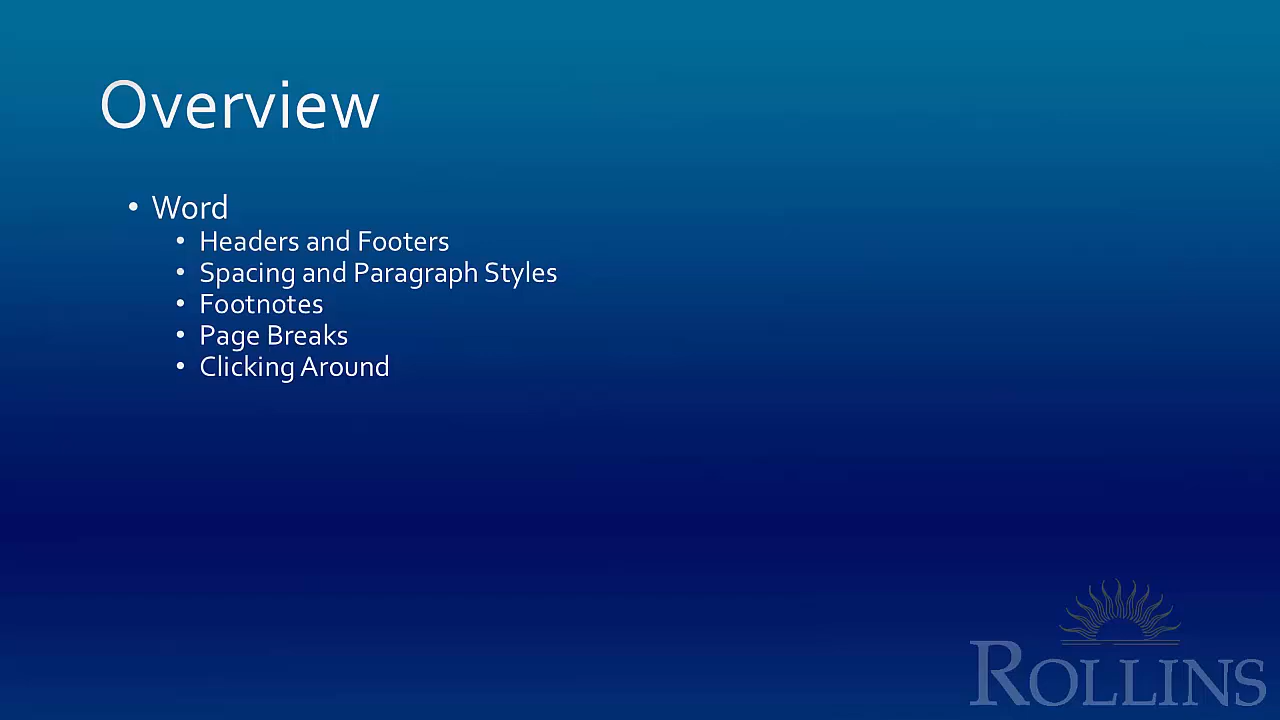 Overview
• Word
• Headers and Footers
• Spacing and Paragraph Styles
• Footnotes
• Page Breaks
• Clicking Around
ROLLINS